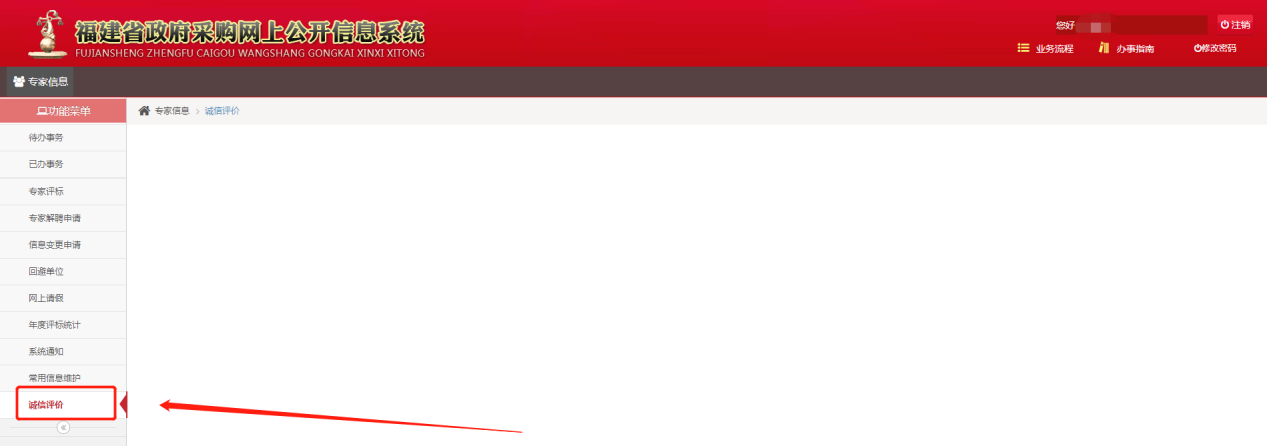 福建省政府采购网上公开信息系统
FUJIANSHENG ZHENGFU CAIGOU WANGSHANG GONGKAI XINXI XITONG
您好
注销
业务流程
办事指南
修改密码
专家信息
功能菜单
专家信息 › 诚信评价
待办事务
已办事务
专家评标
专家解聘申请
信息变更申请
回避单位
网上请假
年度评标统计
系统通知
常用信息维护
诚信评价